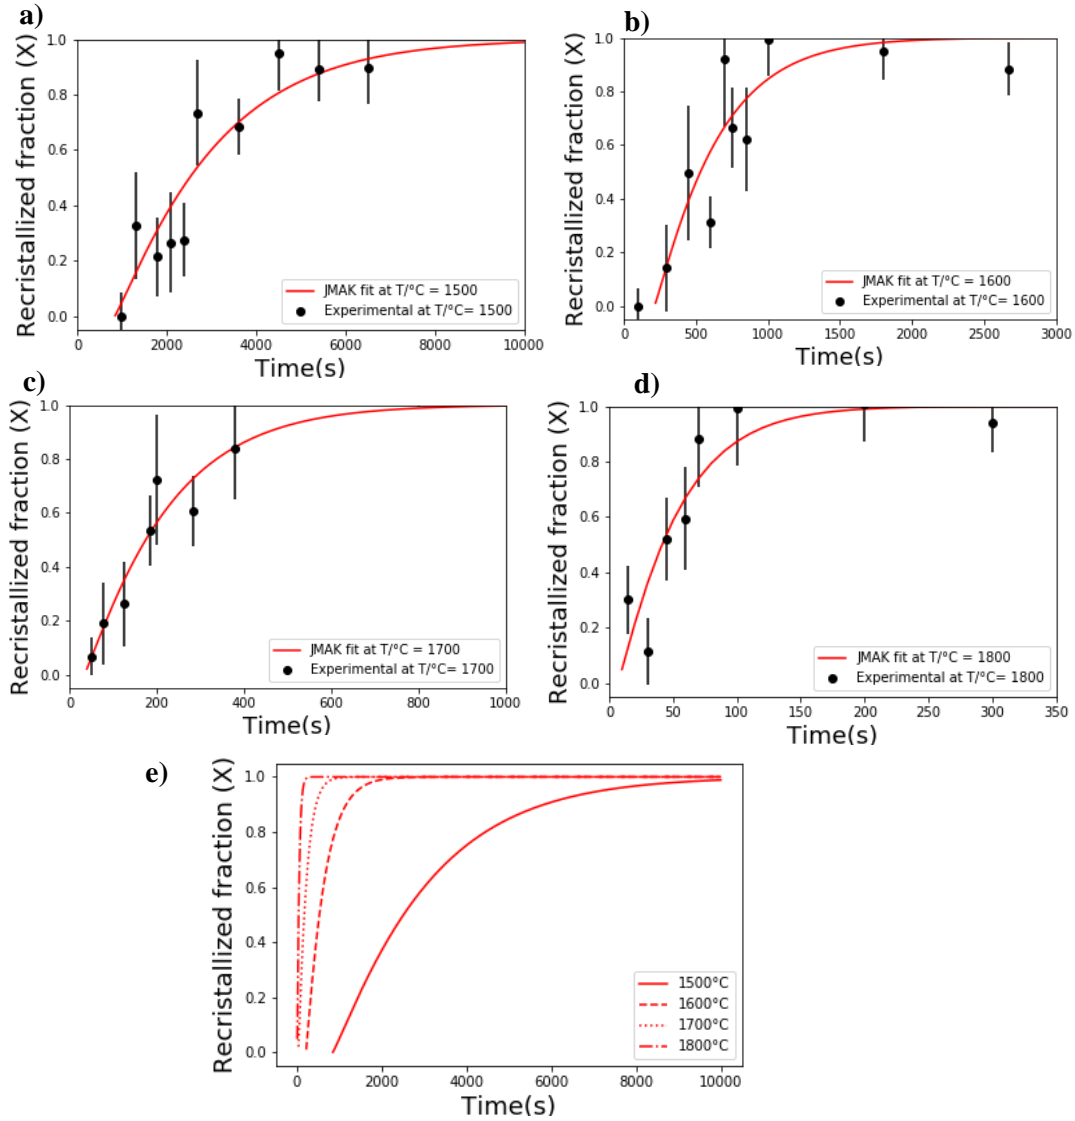 a)
Recristallized fraction (X)
1.0
0.8
0.6
0.4
0.2
0.0
JMAK fit at T/°C = 1500
Experimental at T/°C= 1500
0 2000 4000 6000 8000 10000
Time(s)
b)
Recristallized fraction (X)
1.0
0.8
0.6
0.4
0.2
0.0
JMAK fit at T/°C = 1600
Experimental at T/°C= 1600
0 500 1000 1500 2000 2500 3000
Time(s)
c)
Recristallized fraction (X)
1.0
0.8
0.6
0.4
0.2
0.0
JMAK fit at T/°C = 1700
Experimental at T/°C= 1700
0 200 400 600 800 1000
Time(s)
d)
Recristallized fraction (X)
1.0
0.8
0.6
0.4
0.2
0.0
JMAK fit at T/°C = 1800
Experimental at T/°C= 1800
0 50 100 150 200 250 300 350
Time(s)
e)
Recristallized fraction (X)
1.0
0.8
0.6
0.4
0.2
0.0
1500°C
1600°C
1700°C
1800°C
0 2000 4000 6000 8000 10000
Time(s)